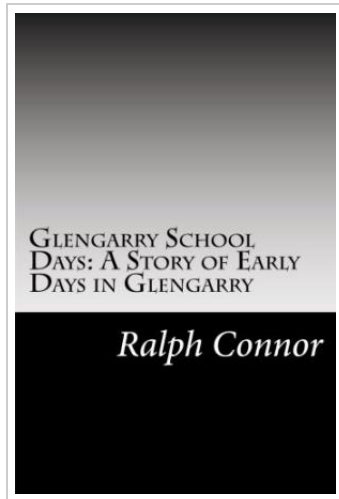 GLENGARRY SCHOOL
DAYS: A STORY OF EARLY
DAYS IN GLENGARRY
Ralph Connor